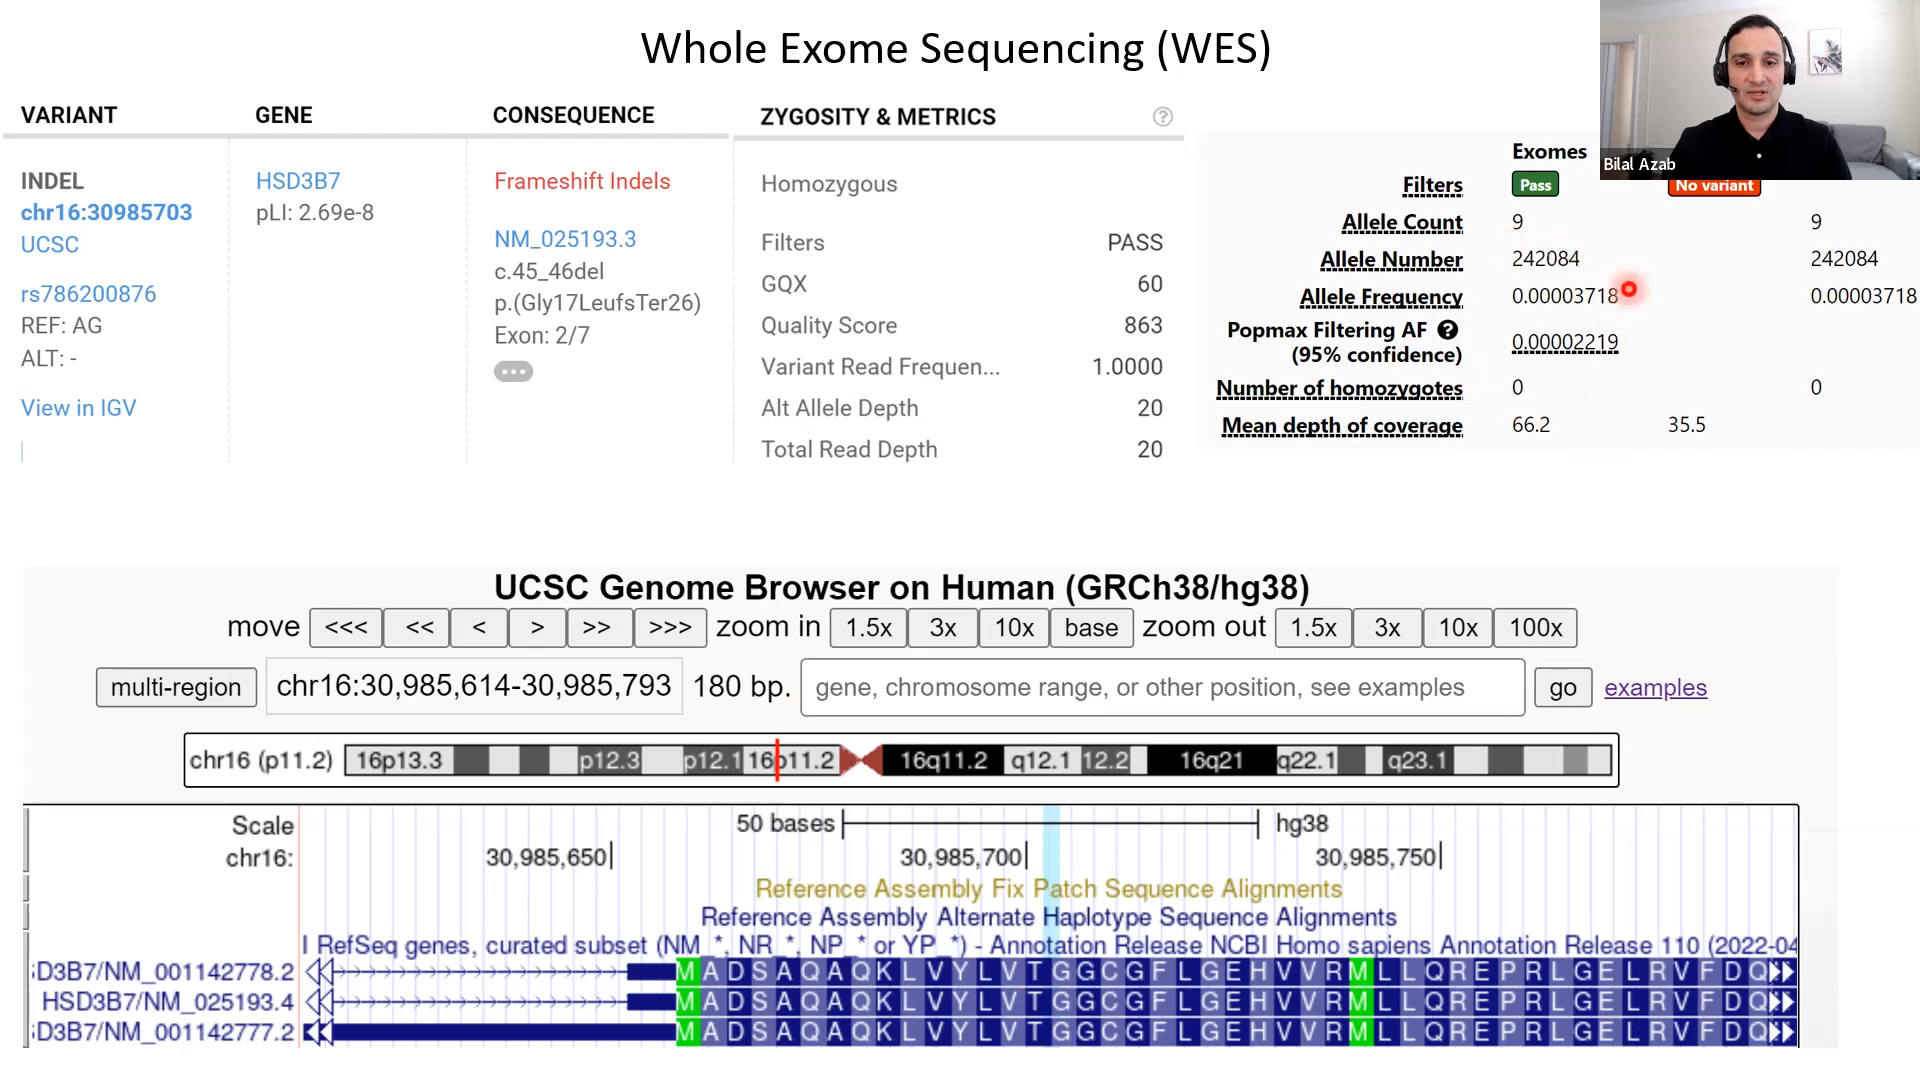 Whole Exome Sequencing (WES)
Bilal Azab
VARIANT
INDEL
chr16:30985703
UCSC
rs786200876
REF: AG
ALT: -
View in IGV
GENE
HSD3B7
pLI: 2.69e-8
CONSEQUENCE
Frameshift Indels
NM_025193.3
c.45_46del
p.(Gly17LeufsTer26)
Exon: 2/7
ZYGOSITY & METRICS ?
Homozygous
Filters PASS
GQX 60
Quality Score 863
Variant Read Frequen... 1.0000
Alt Allele Depth 20
Total Read Depth 20
Exomes
Filters Pass No variant
Allele Count 9 9
Allele Number 242084 242084
Allele Frequency 0.00003718 0.00003718
Popmax Filtering AF ?
(95% confidence) 0.00002219
Number of homozygotes 0 0
Mean depth of coverage 66.2 35.5
UCSC Genome Browser on Human (GRCh38/hg38)
move <<< << < > >> >>> zoom in 1.5x 3x 10x base zoom out 1.5x 3x 10x 100x
multi-region chr16:30,985,614-30,985,793 180 bp. gene, chromosome range, or other position, see examples go examples
chr16 (p11.2) 16p13.3 p12.3 p12.1 16p11.2 16q11.2 q12.1 12.2 16q21 q22.1 q23.1
Scale 50 bases hg38
chr16: 30,985,650 30,985,700 30,985,750
Reference Assembly Fix Patch Sequence Alignments
Reference Assembly Alternate Haplotype Sequence Alignments
I RefSeq genes, curated subset (NM_*, NR_*, NP_* or YP_*) - Annotation Release NCBI Homo sapiens Annotation Release 110 (2022-04
D3B7/NM_001142778.2 M A D S A Q A Q K L V Y L V T G G C G F L G E H V V R M L L Q R E P R L G E L R V F D Q
HSD3B7/NM_025193.4 M A D S A Q A Q K L V Y L V T G G C G F L G E H V V R M L L Q R E P R L G E L R V F D Q
D3B7/NM_001142777.2 M A D S A Q A Q K L V Y L V T G G C G F L G E H V V R M L L Q R E P R L G E L R V F D Q